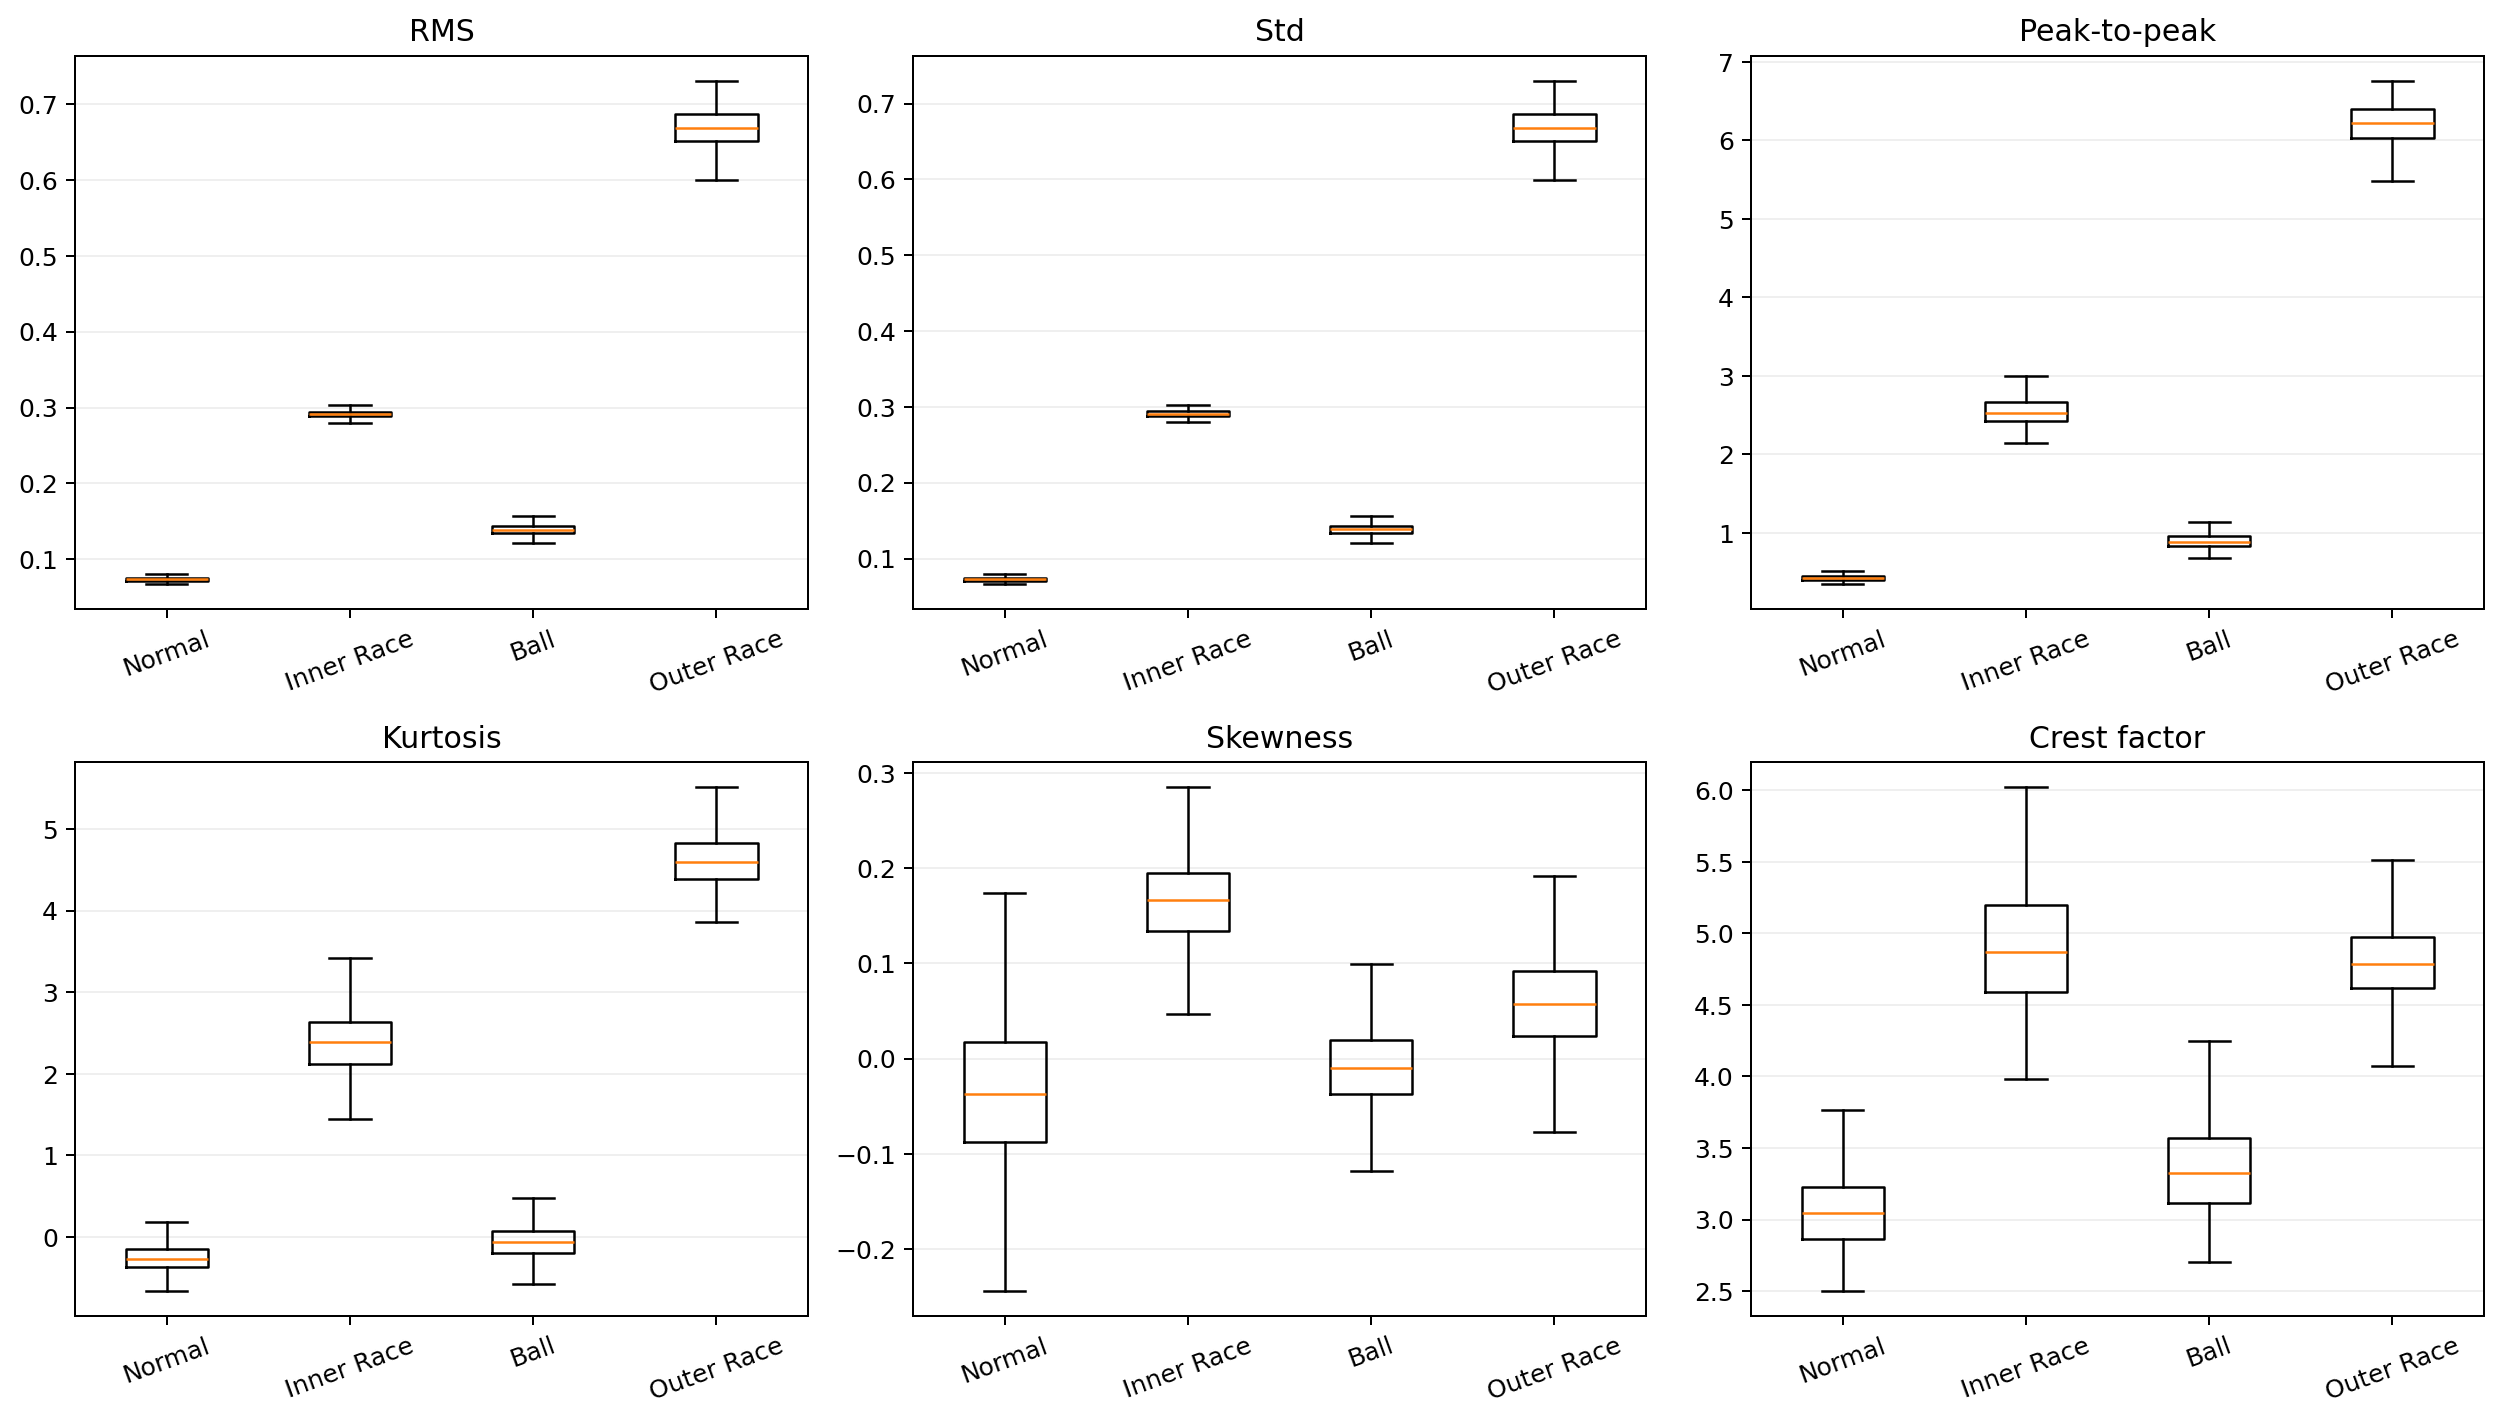 RMS
0.7
0.6
0.5
0.4
0.3
0.2
0.1
Normal
Inner Race
Ball
Outer Race
Std
0.7
0.6
0.5
0.4
0.3
0.2
0.1
Normal
Inner Race
Ball
Outer Race
Peak-to-peak
7
6
5
4
3
2
1
Normal
Inner Race
Ball
Outer Race
Kurtosis
5
4
3
2
1
0
Normal
Inner Race
Ball
Outer Race
Skewness
0.3
0.2
0.1
0.0
−0.1
−0.2
Normal
Inner Race
Ball
Outer Race
Crest factor
6.0
5.5
5.0
4.5
4.0
3.5
3.0
2.5
Normal
Inner Race
Ball
Outer Race